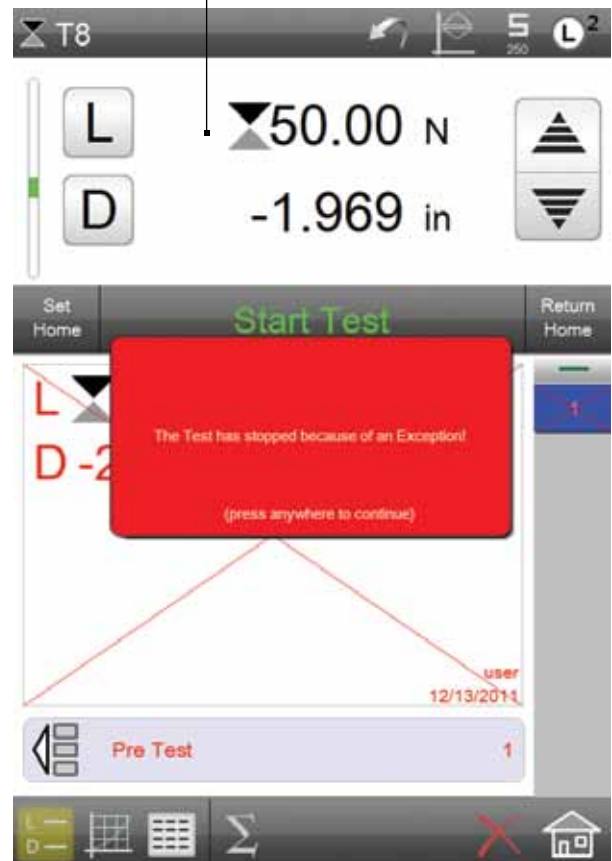 T8
S
250
L 2
L
50.00 N
D
-1.969 in
Set
Home
Start Test
Return
Home
The Test has stopped because of an Exception!
(press anywhere to continue)
L
D -2
1
user
12/13/2011
Pre Test 1
L
D
Σ